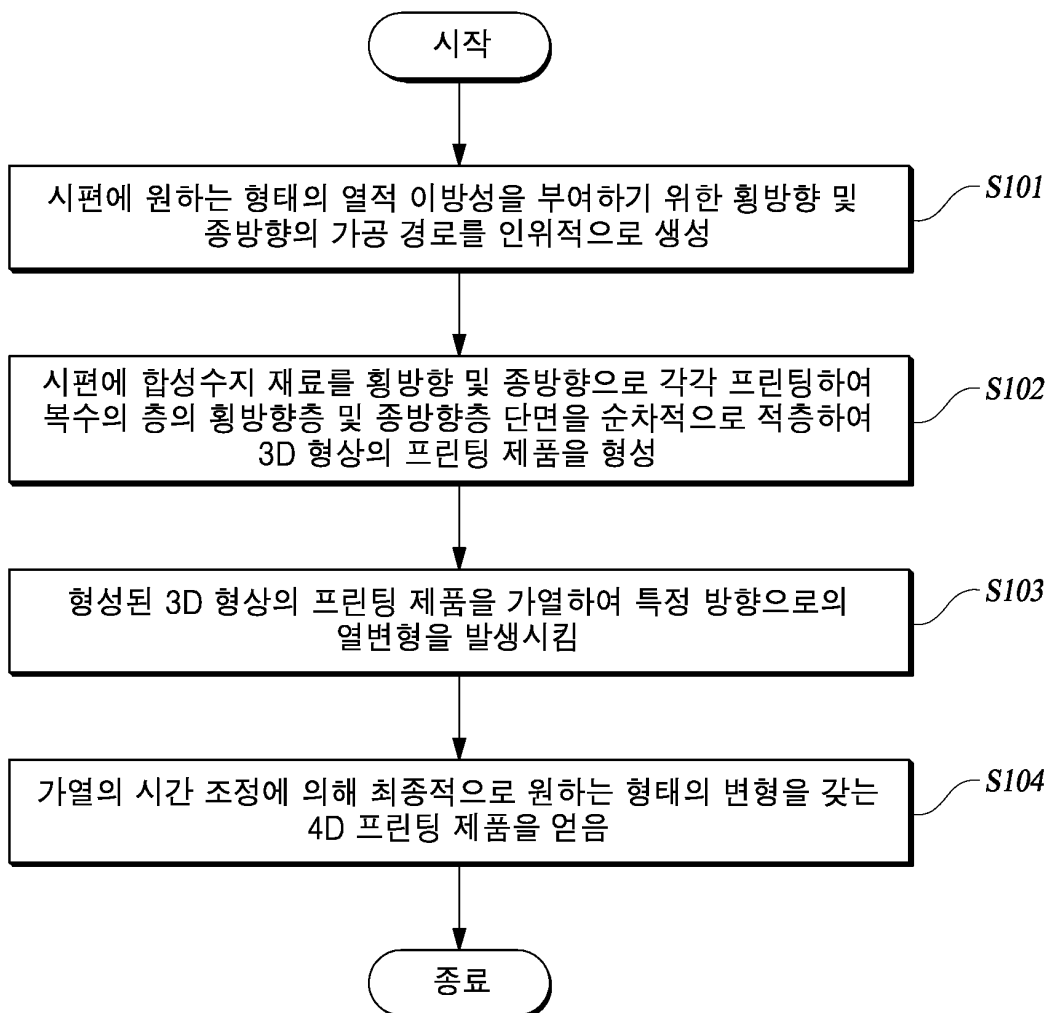 시작
시편에 원하는 형태의 열적 이방성을 부여하기 위한 횡방향 및
종방향의 가공 경로를 인위적으로 생성
S101
시편에 합성수지 재료를 횡방향 및 종방향으로 각각 프린팅하여
복수의 층의 횡방향층 및 종방향층 단면을 순차적으로 적층하여
3D 형상의 프린팅 제품을 형성
S102
형성된 3D 형상의 프린팅 제품을 가열하여 특정 방향으로의
열변형을 발생시킴
S103
가열의 시간 조정에 의해 최종적으로 원하는 형태의 변형을 갖는
4D 프린팅 제품을 얻음
S104
종료